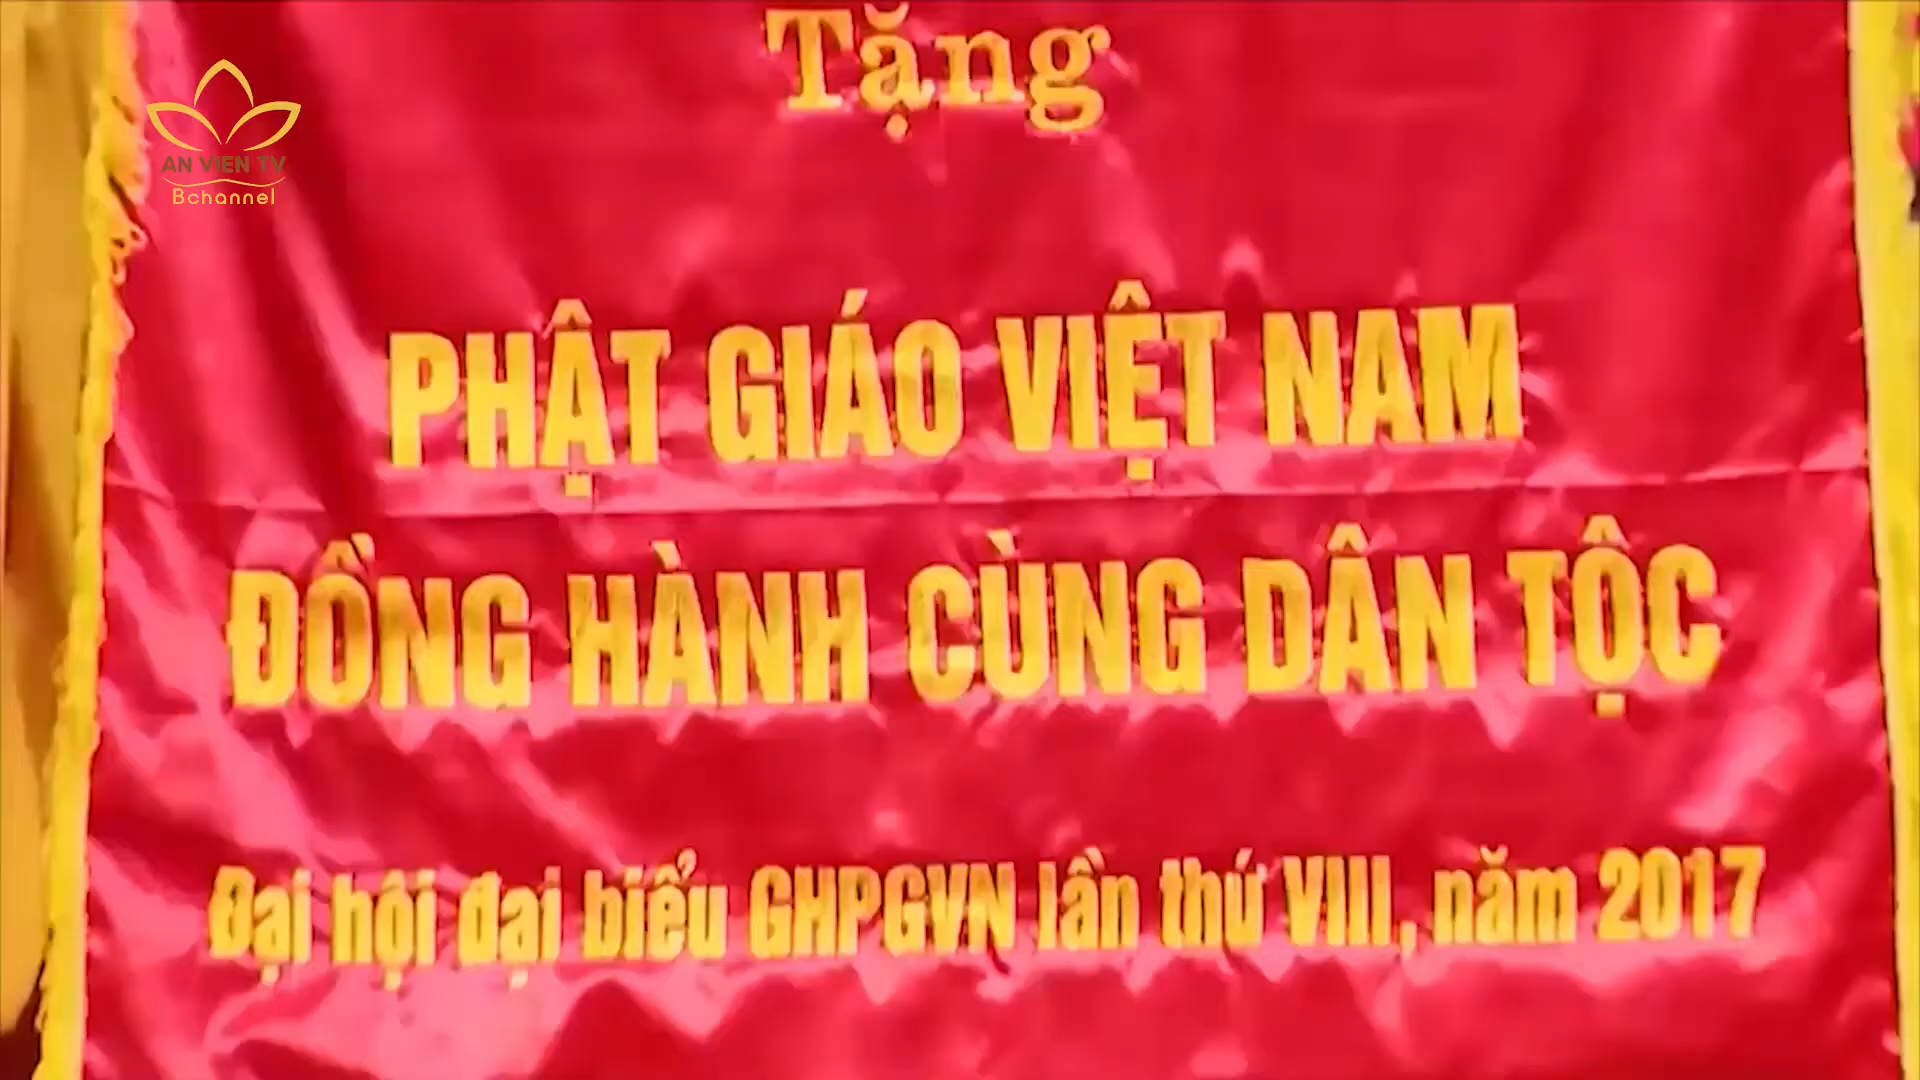 Tặng
AN VIEN TV
Bchannel
PHẬT GIÁO VIỆT NAM
ĐỒNG HÀNH CÙNG DÂN TỘC
Đại hội đại biểu GHPGVN lần thứ VIII, năm 2017